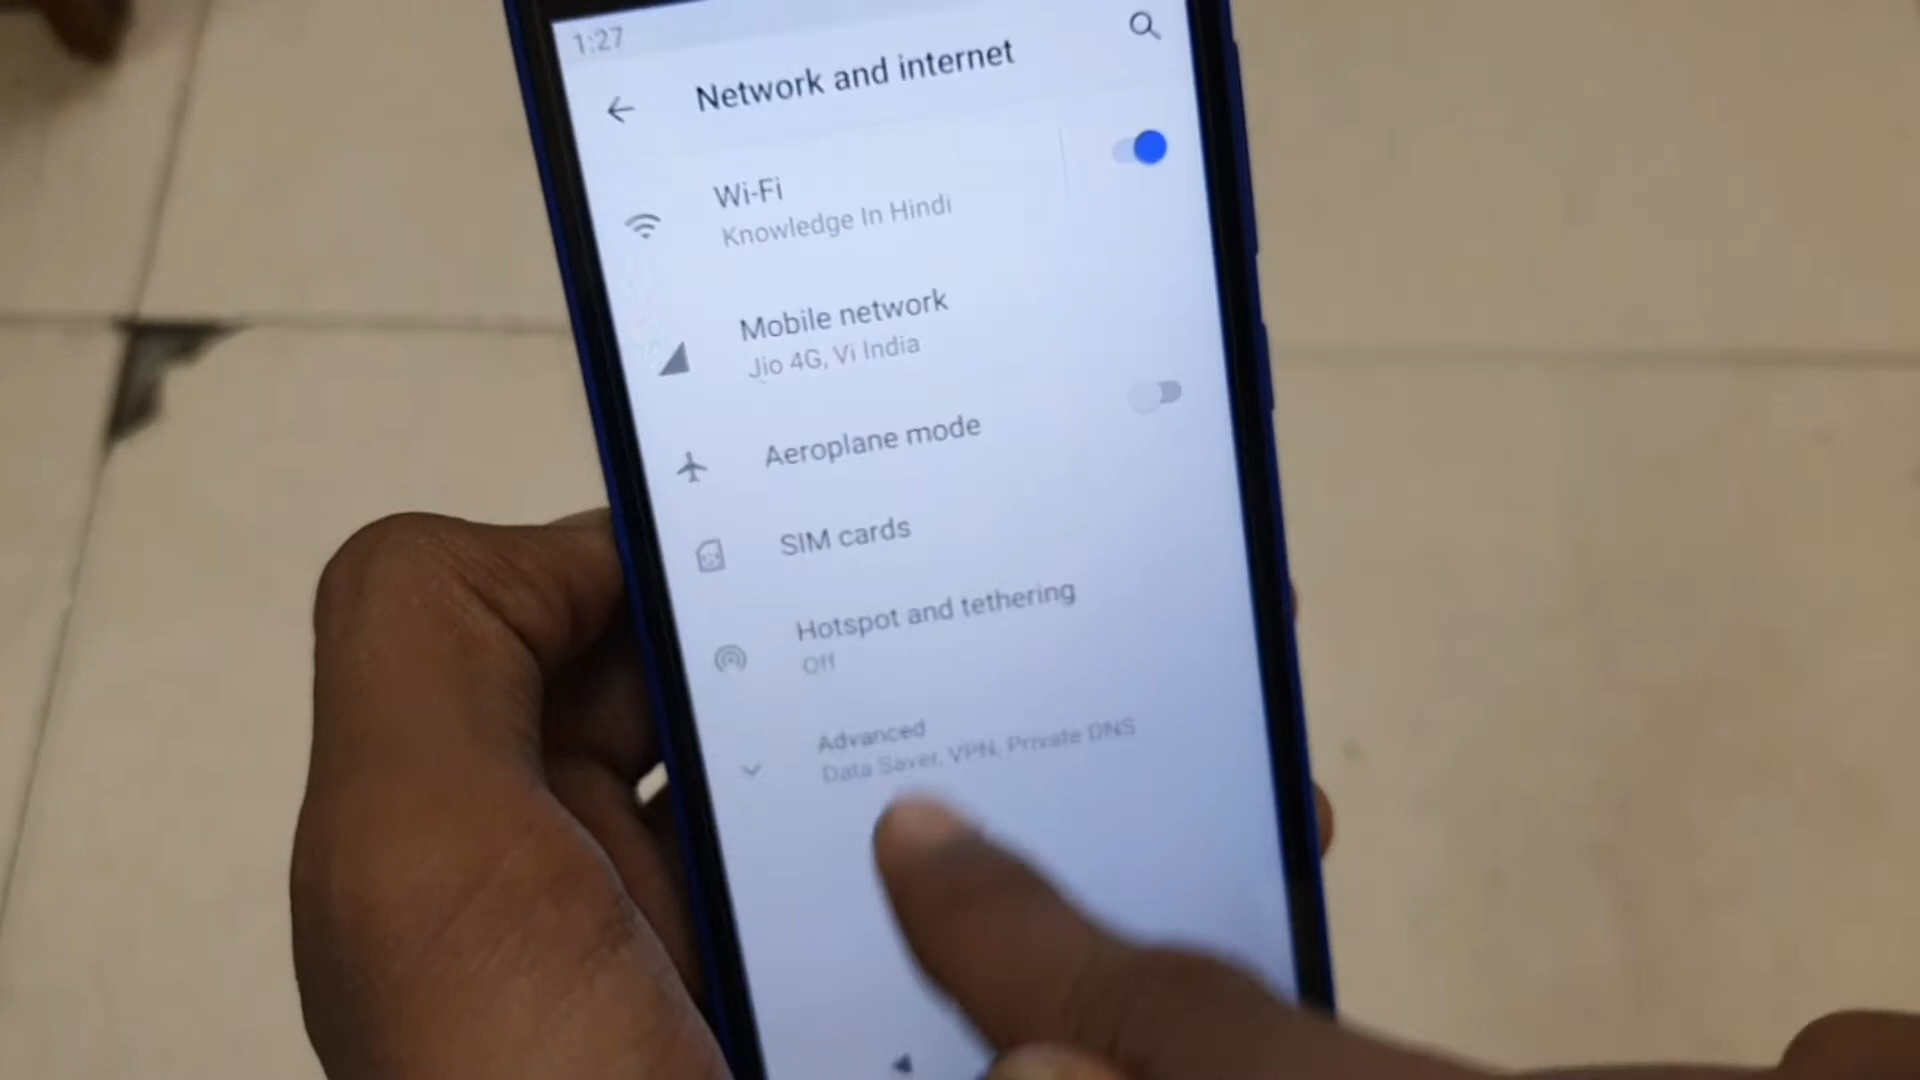 1:27
Network and internet
Wi-Fi
Knowledge In Hindi
Mobile network
Jio 4G, Vi India
Aeroplane mode
SIM cards
Hotspot and tethering
Off
Advanced
Data Saver, VPN, Private DNS